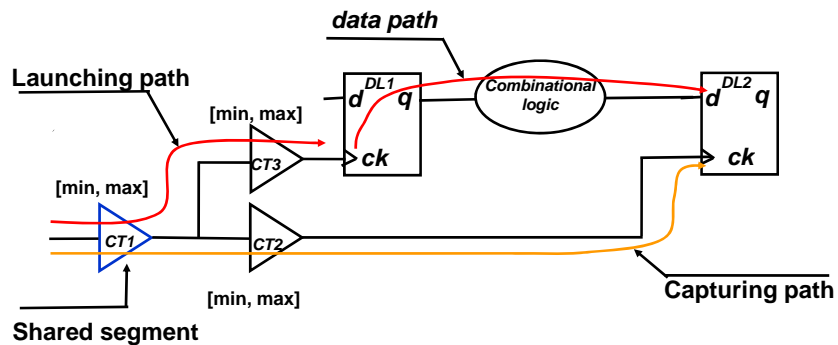 data path
Launching path
d DL1 q
ck
Combinational
logic
d DL2 q
ck
[min, max]
CT3
[min, max]
CT1
CT2
[min, max]
Capturing path
Shared segment